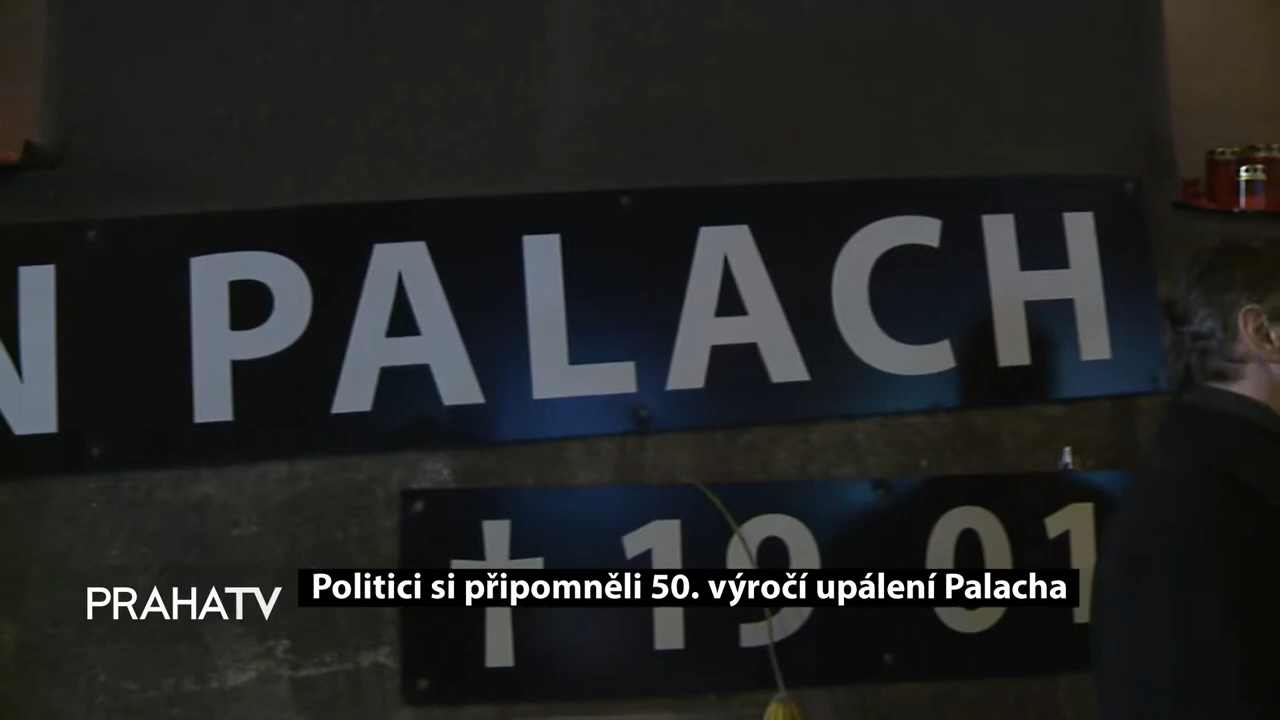 N PALACH
† 19 01
PRAHATV
Politici si připomněli 50. výročí upálení Palacha